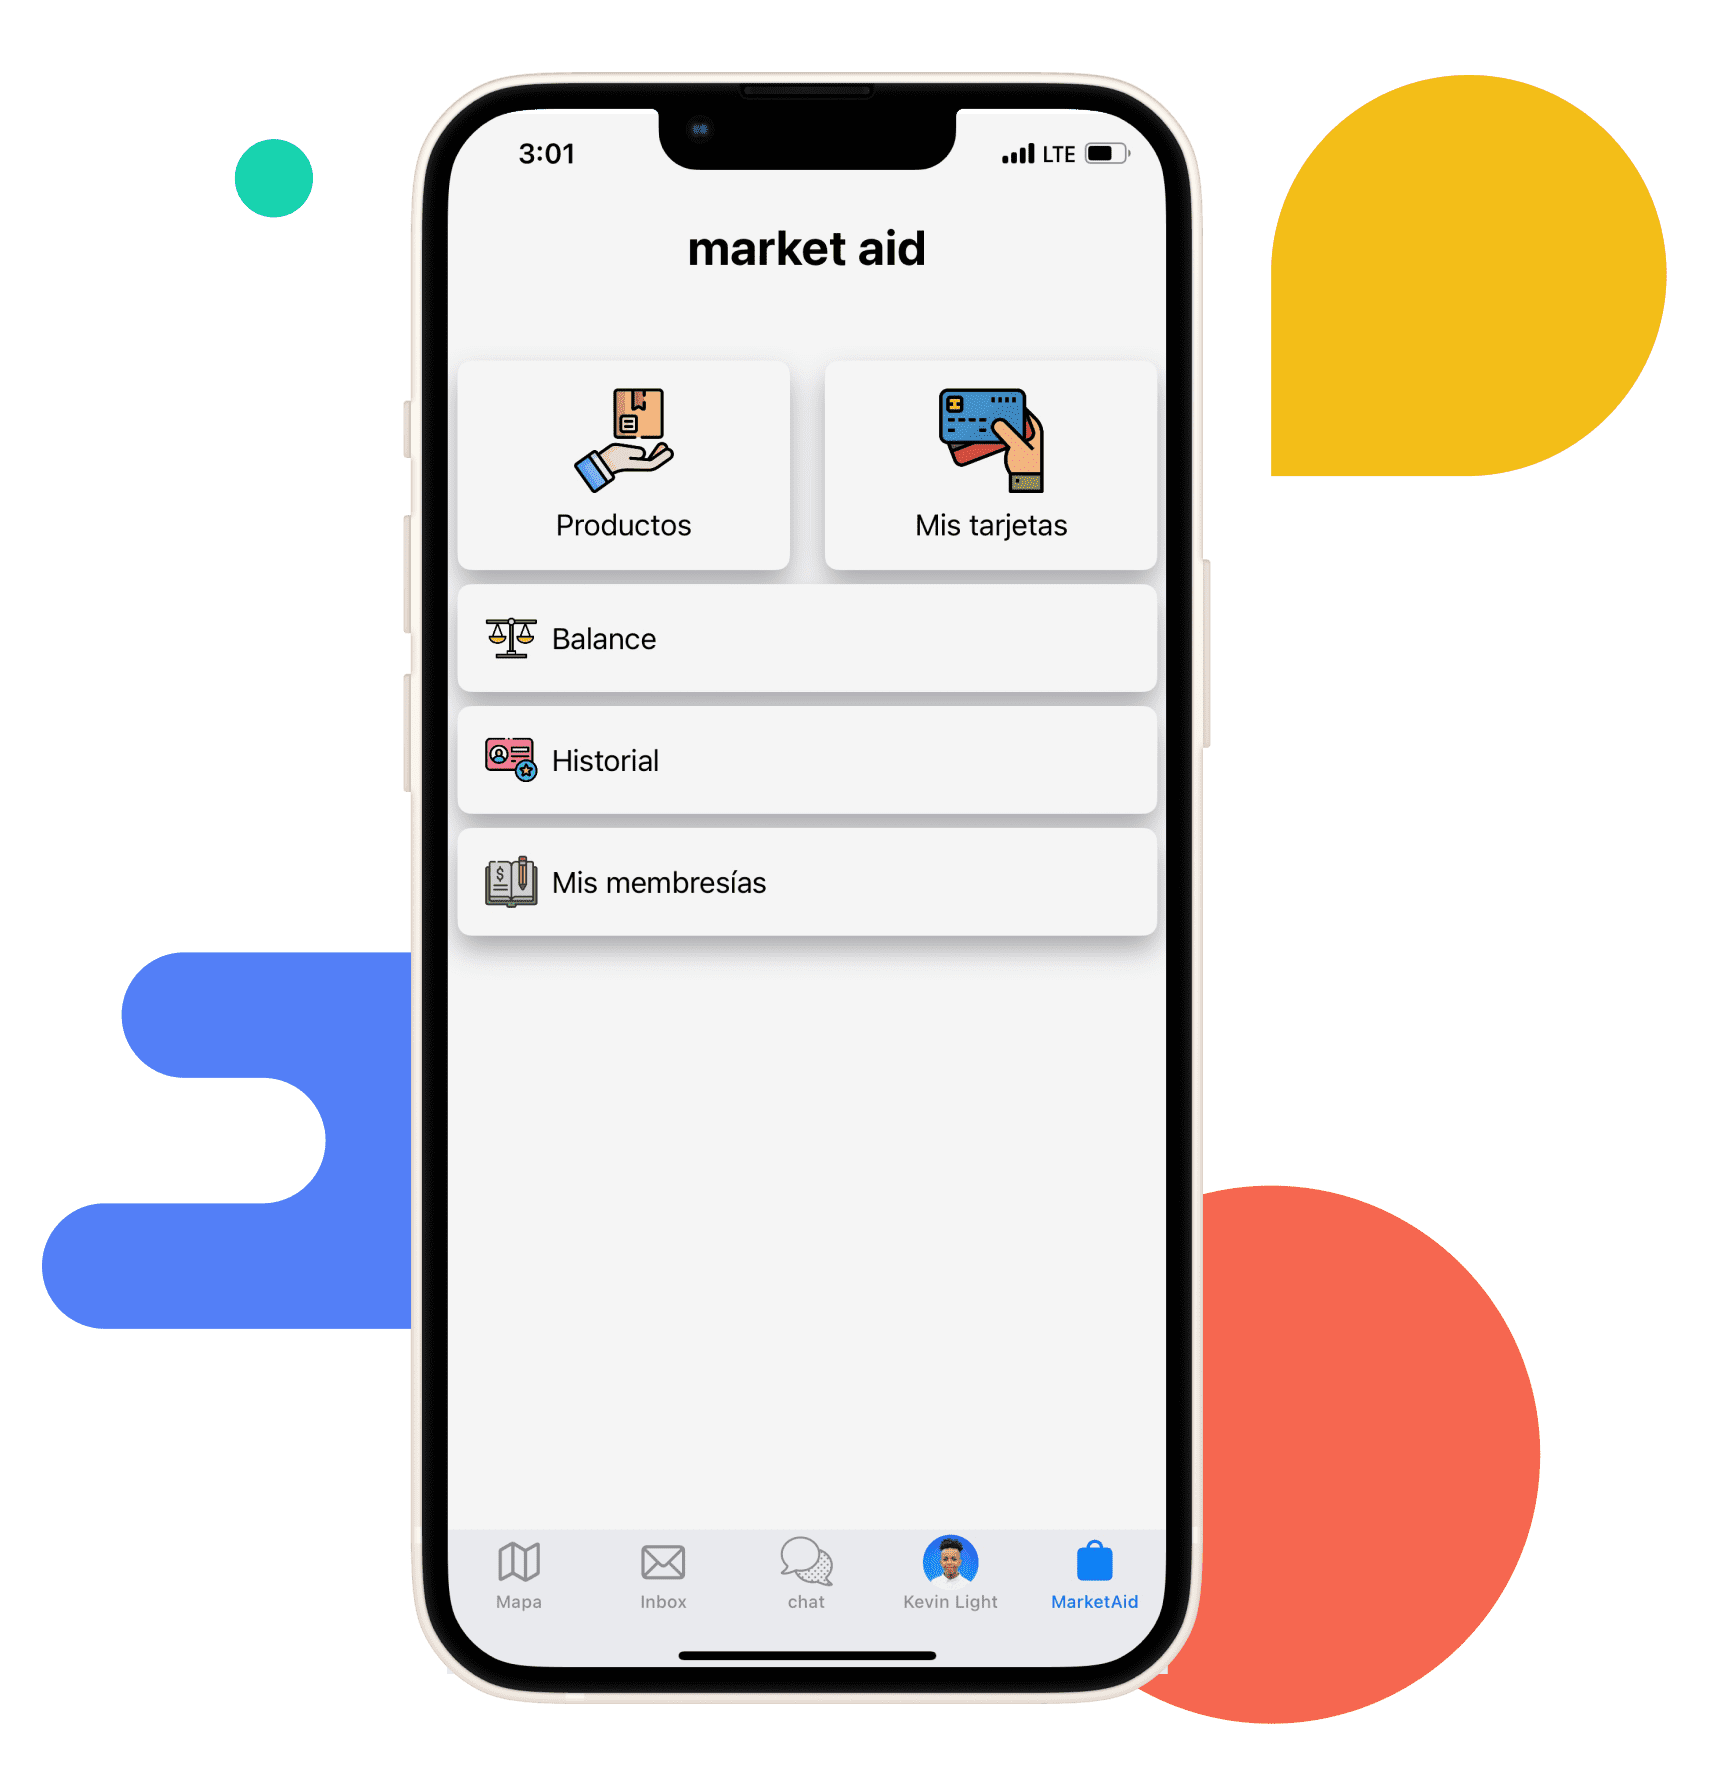 3:01
LTE
market aid
Productos
Mis tarjetas
Balance
Historial
$
Mis membresías
Mapa
Inbox
chat
Kevin Light
MarketAid